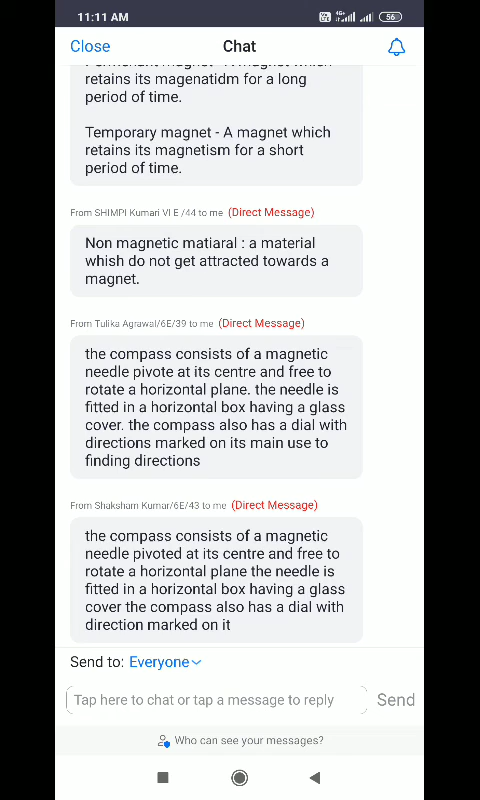 11:11 AM
4G+
56
Close
Chat
retains its magenatidm for a long
period of time.
Temporary magnet - A magnet which
retains its magnetism for a short
period of time.
From SHIMPI Kumari VI E /44 to me (Direct Message)
Non magnetic matiaral : a material
whish do not get attracted towards a
magnet.
From Tulika Agrawal/6E/39 to me (Direct Message)
the compass consists of a magnetic
needle pivote at its centre and free to
rotate a horizontal plane. the needle is
fitted in a horizontal box having a glass
cover. the compass also has a dial with
directions marked on its main use to
finding directions
From Shaksham Kumar/6E/43 to me (Direct Message)
the compass consists of a magnetic
needle pivoted at its centre and free to
rotate a horizontal plane the needle is
fitted in a horizontal box having a glass
cover the compass also has a dial with
direction marked on it
Send to: Everyone
Tap here to chat or tap a message to reply
Send
Who can see your messages?